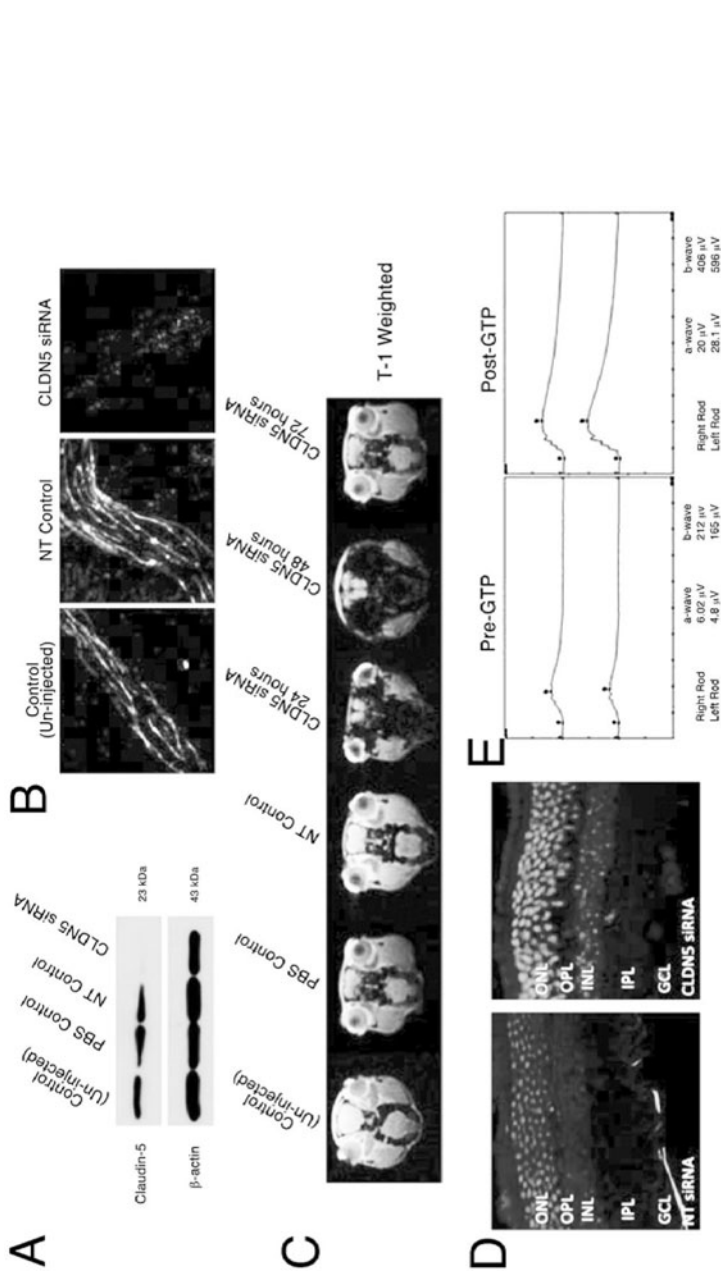 A
Control
(Un-injected)
PBS Control
NT Control
CLDN5 siRNA
Claudin-5
23 kDa
β-actin
43 kDa
B
Control
(Un-injected)
NT Control
CLDN5 siRNA
C
Control
(Un-injected)
PBS Control
NT Control
CLDN5 siRNA
24 hours
CLDN5 siRNA
48 hours
CLDN5 siRNA
72 hours
T-1 Weighted
D
ONL
OPL
INL
IPL
GCL
NT siRNA
ONL
OPL
INL
IPL
GCL
CLDN5 siRNA
E
Pre-GTP
a-wave b-wave
Right Rod 6.02 μV 212 μV
Left Rod 4.8 μV 165 μV
Post-GTP
a-wave b-wave
Right Rod 20 μV 406 μV
Left Rod 28.1 μV 596 μV